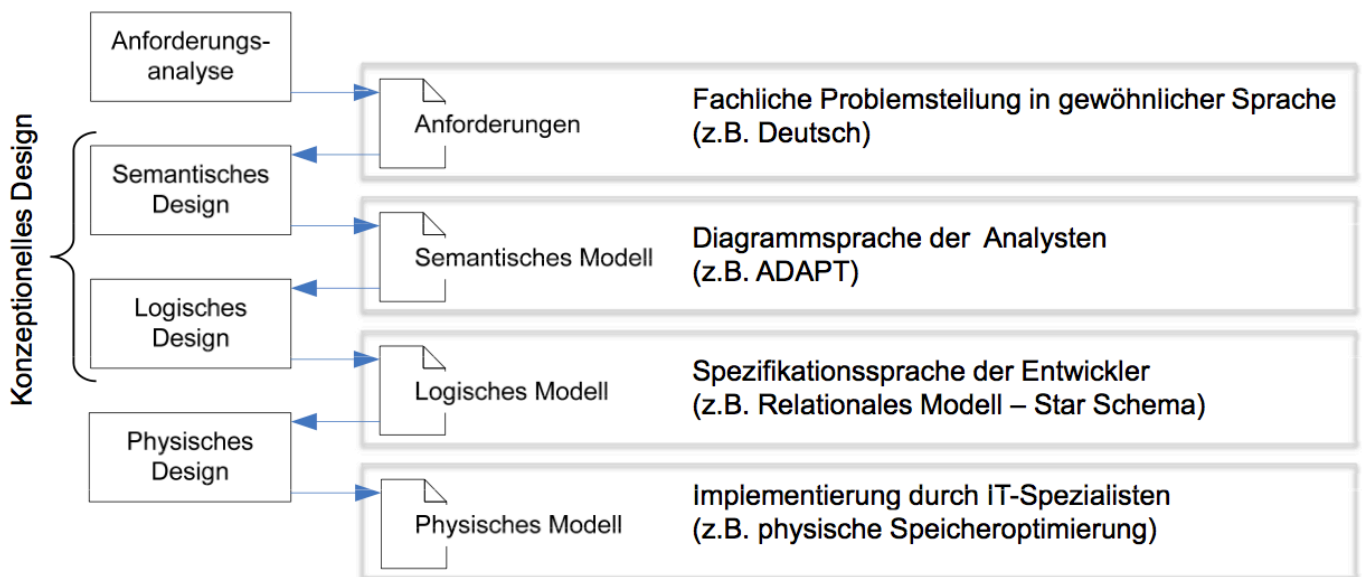 Anforderungs-
analyse
Anforderungen
Fachliche Problemstellung in gewöhnlicher Sprache
(z.B. Deutsch)
Konzeptionelles Design
Semantisches
Design
Semantisches Modell
Diagrammsprache der Analysten
(z.B. ADAPT)
Logisches
Design
Logisches Modell
Spezifikationssprache der Entwickler
(z.B. Relationales Modell – Star Schema)
Physisches
Design
Physisches Modell
Implementierung durch IT-Spezialisten
(z.B. physische Speicheroptimierung)